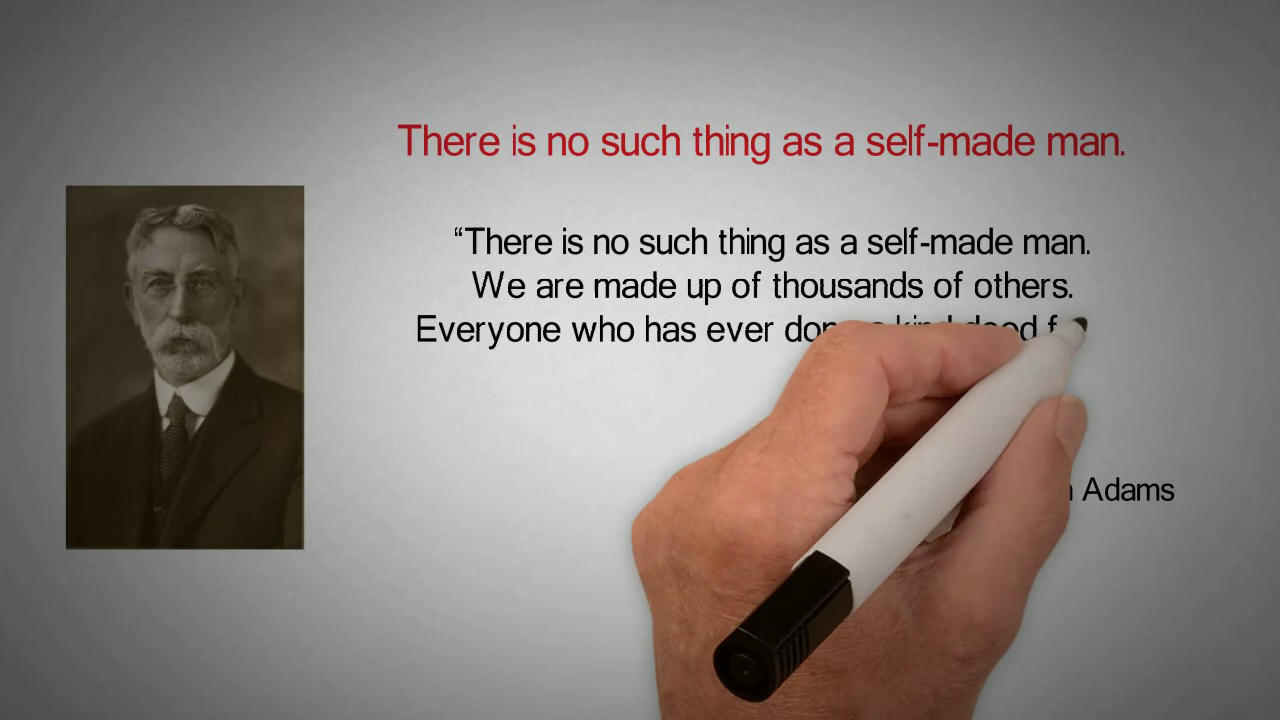 There is no such thing as a self-made man.
“There is no such thing as a self-made man.
We are made up of thousands of others.
Everyone who has ever
Adams